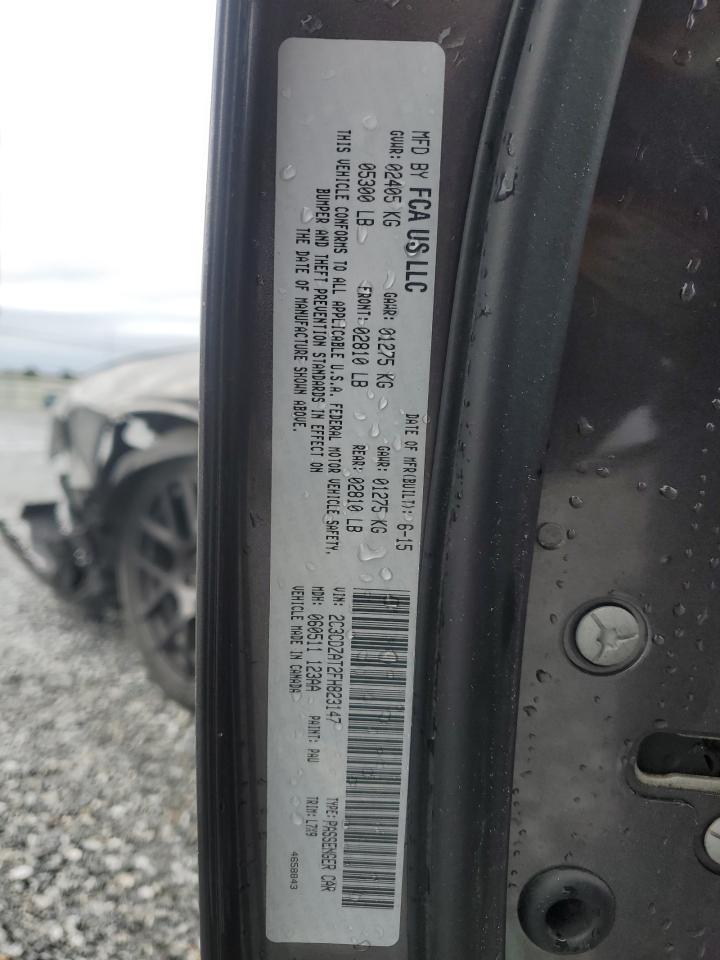 MFD BY FCA US LLC
DATE OF MFR(BUILT): 6-15
GVWR: 02405 KG
GAWR: 01275 KG
GAWR: 01275 KG
05300 LB
FRONT: 02810 LB
REAR: 02810 LB
THIS VEHICLE CONFORMS TO ALL APPLICABLE U.S.A. FEDERAL MOTOR VEHICLE SAFETY,
BUMPER AND THEFT PREVENTION STANDARDS IN EFFECT ON
THE DATE OF MANUFACTURE SHOWN ABOVE.
VIN: 2C3CDZAT2FH823147
TYPE: PASSENGER CAR
MDH: 060511 123AA
PAINT: PAU
TRIM: L7X9
VEHICLE MADE IN CANADA
4658843